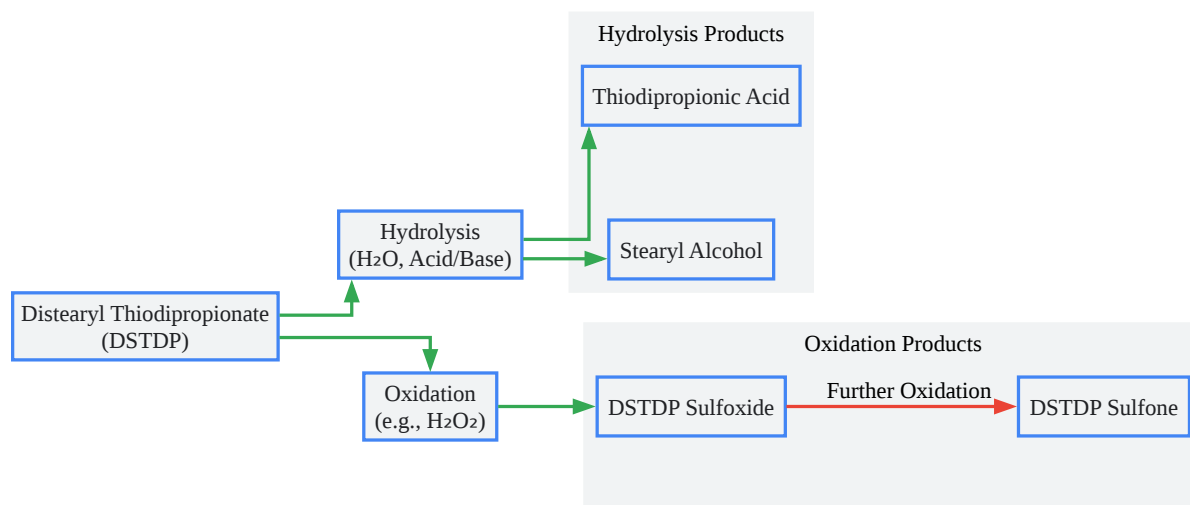 Hydrolysis Products
Thiodipropionic Acid
Hydrolysis
(H₂O, Acid/Base)
Stearyl Alcohol
Distearyl Thiodipropionate
(DSTDP)
Oxidation Products
Oxidation
(e.g., H₂O₂)
DSTDP Sulfoxide
Further Oxidation
DSTDP Sulfone